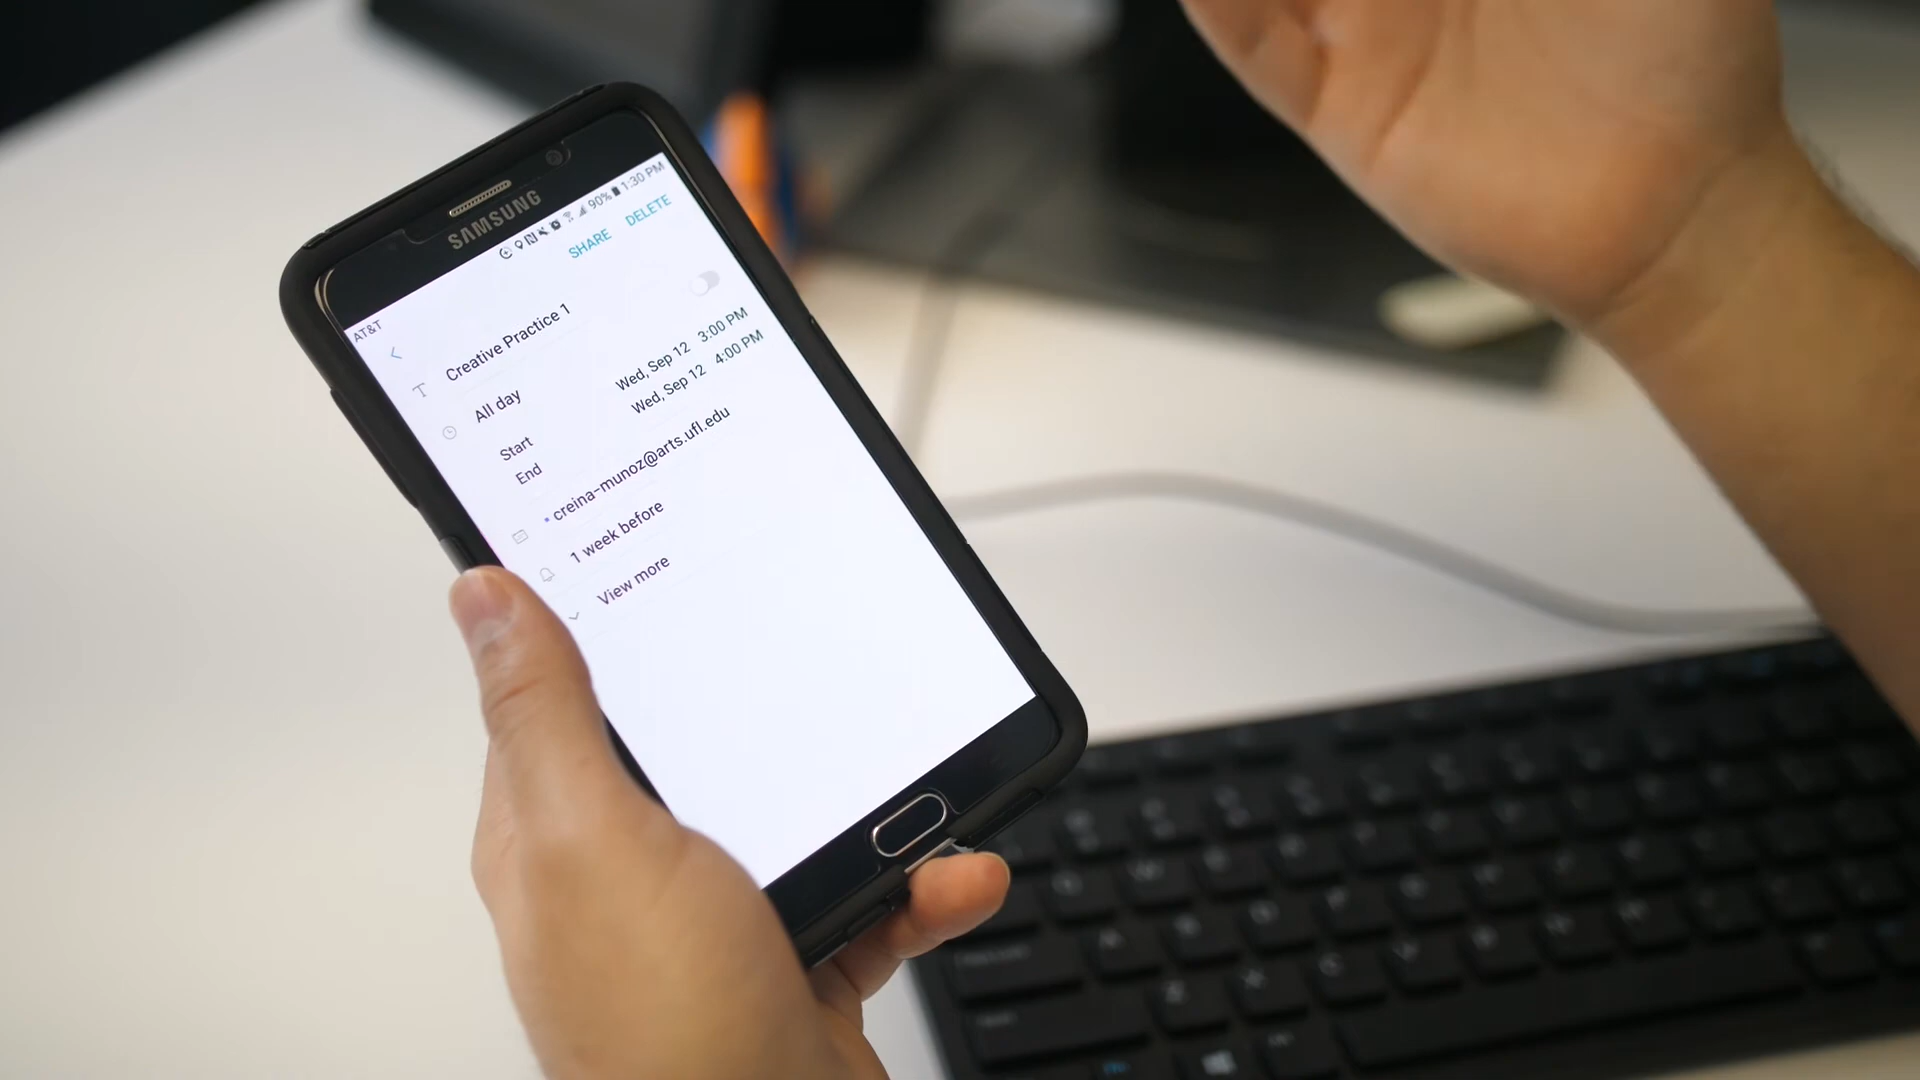 SAMSUNG
AT&T 90% 1:30 PM
SHARE DELETE
Creative Practice 1
All day
Start Wed, Sep 12 3:00 PM
End Wed, Sep 12 4:00 PM
creina-munoz@arts.ufl.edu
1 week before
View more